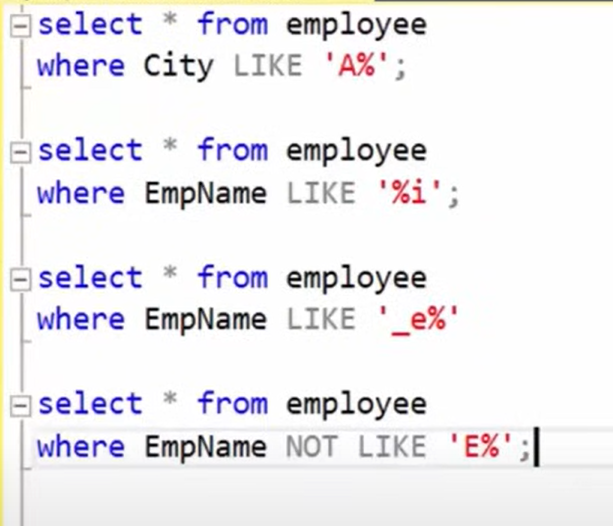 select * from employee
where City LIKE 'A%';
select * from employee
where EmpName LIKE '%i';
select * from employee
where EmpName LIKE '_e%'
select * from employee
where EmpName NOT LIKE 'E%';